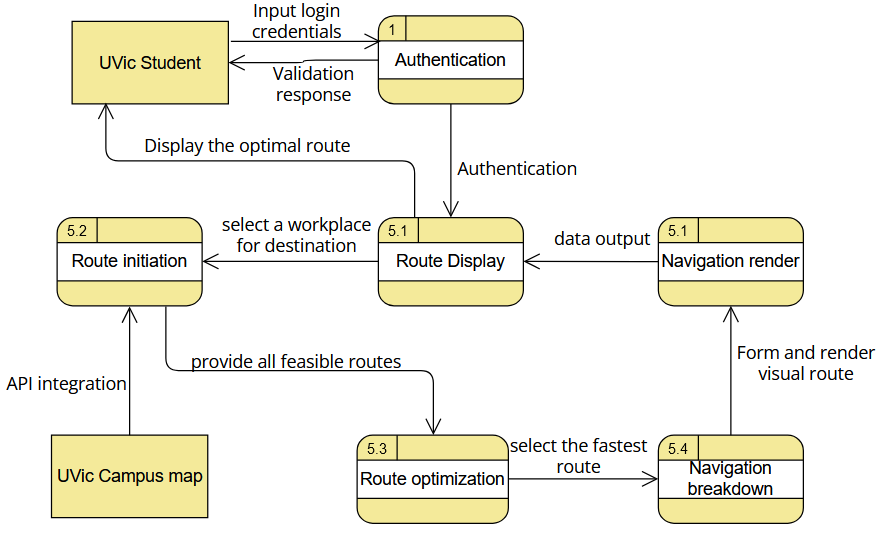 Input login
credentials
1
UVic Student
Authentication
Validation
response
Display the optimal route
Authentication
5.2
select a workplace
for destination
5.1
data output
5.1
Route initiation
Route Display
Navigation render
provide all feasible routes
Form and render
visual route
API integration
5.3
select the fastest
route
5.4
UVic Campus map
Route optimization
Navigation
breakdown